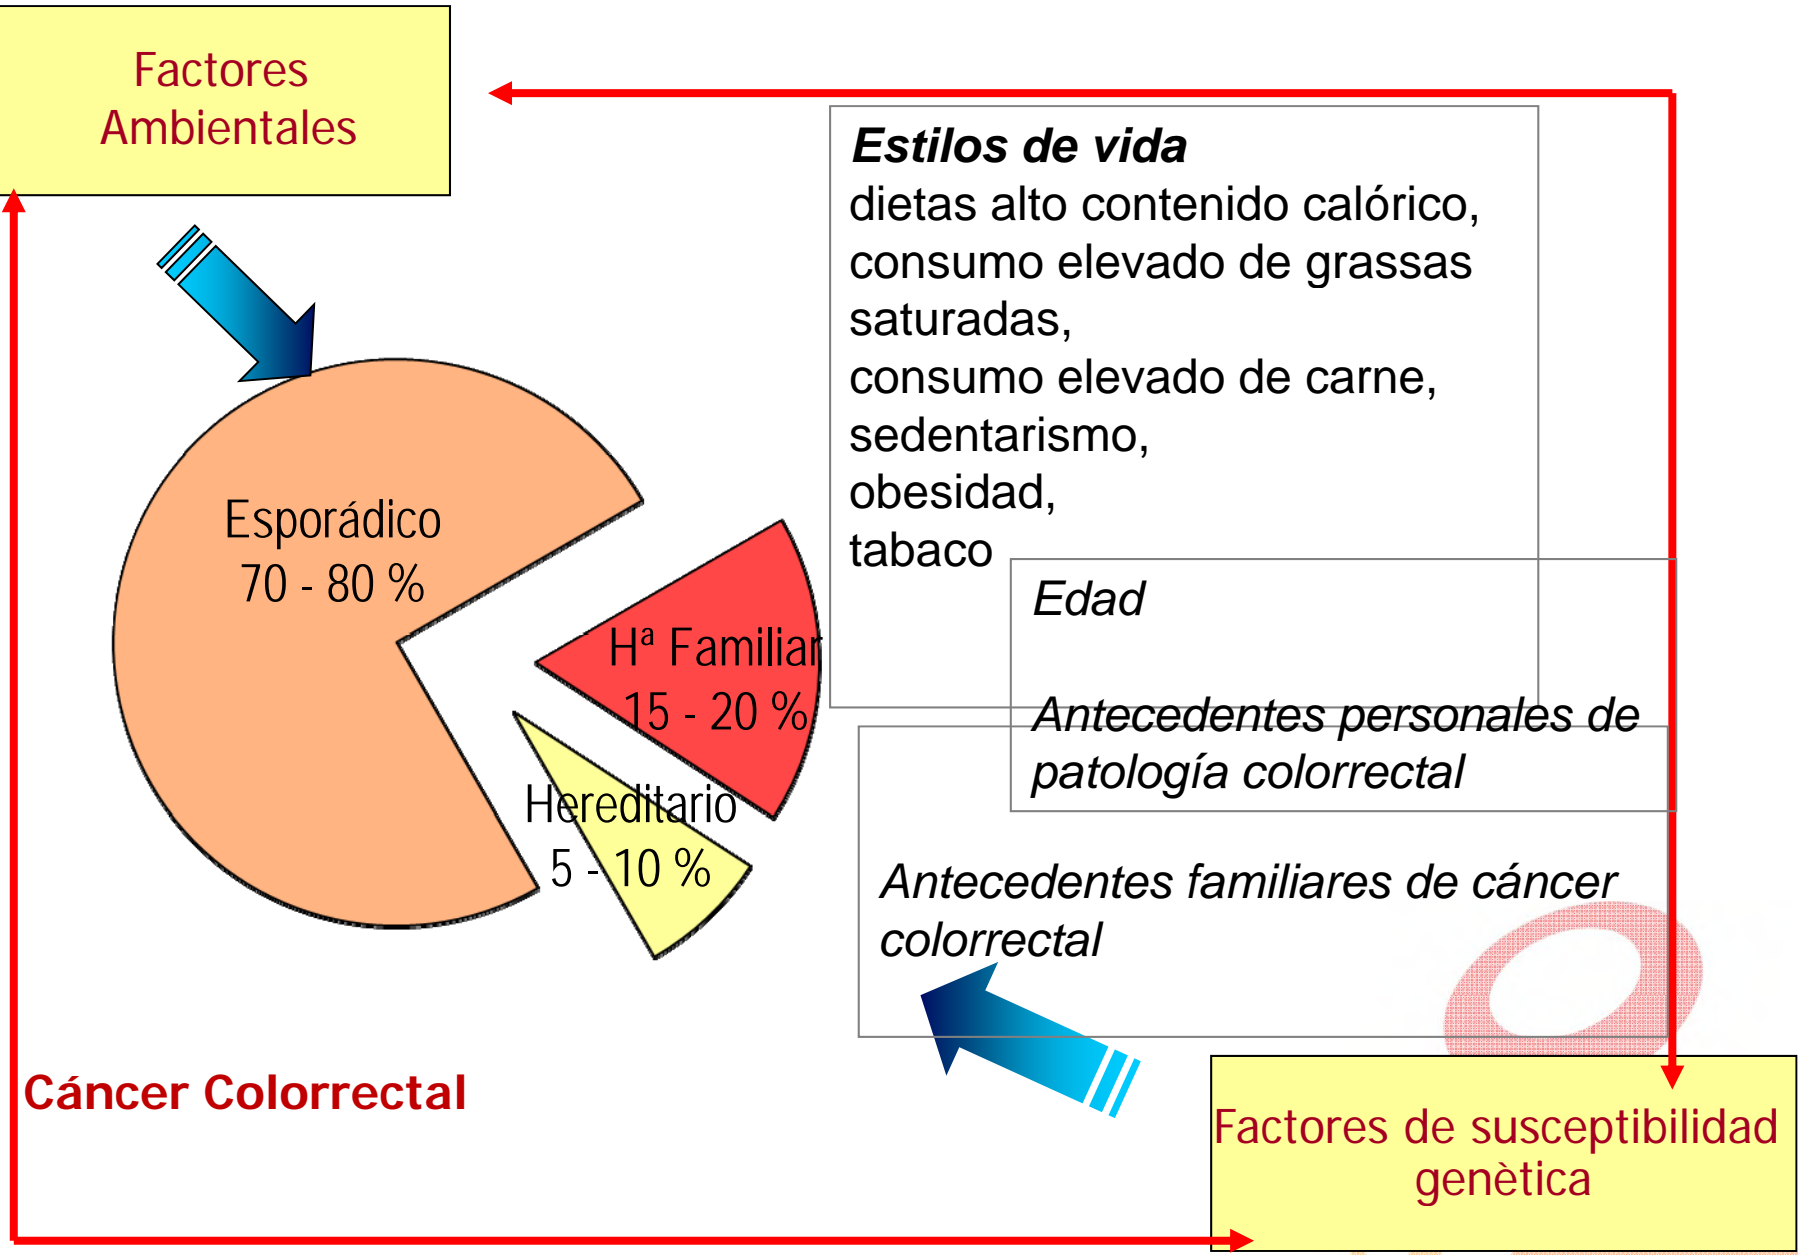 Factores
Ambientales
Estilos de vida
dietas alto contenido calórico,
consumo elevado de grassas
saturadas,
consumo elevado de carne,
sedentarismo,
obesidad,
tabaco
Esporádico
70 - 80 %
Hª Familiar
15 - 20 %
Hereditario
5 - 10 %
Edad
Antecedentes personales de
patología colorrectal
Antecedentes familiares de cáncer
colorrectal
Cáncer Colorrectal
Factores de susceptibilidad
genètica